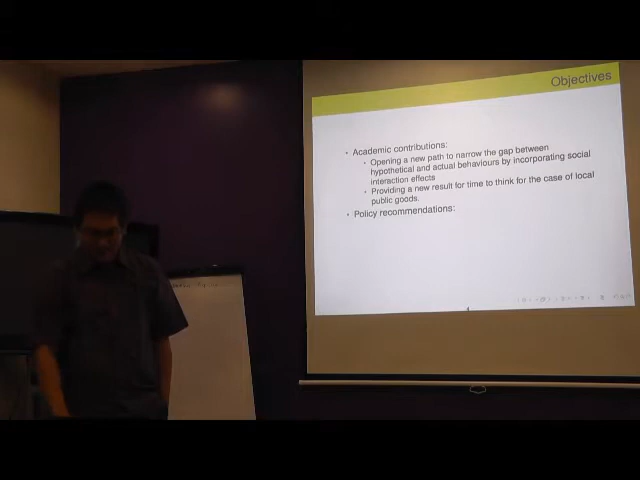 Objectives
Academic contributions:
Opening a new path to narrow the gap between
hypothetical and actual behaviours by incorporating social
interaction effects
Providing a new result for time to think for the case of local
public goods.
Policy recommendations: